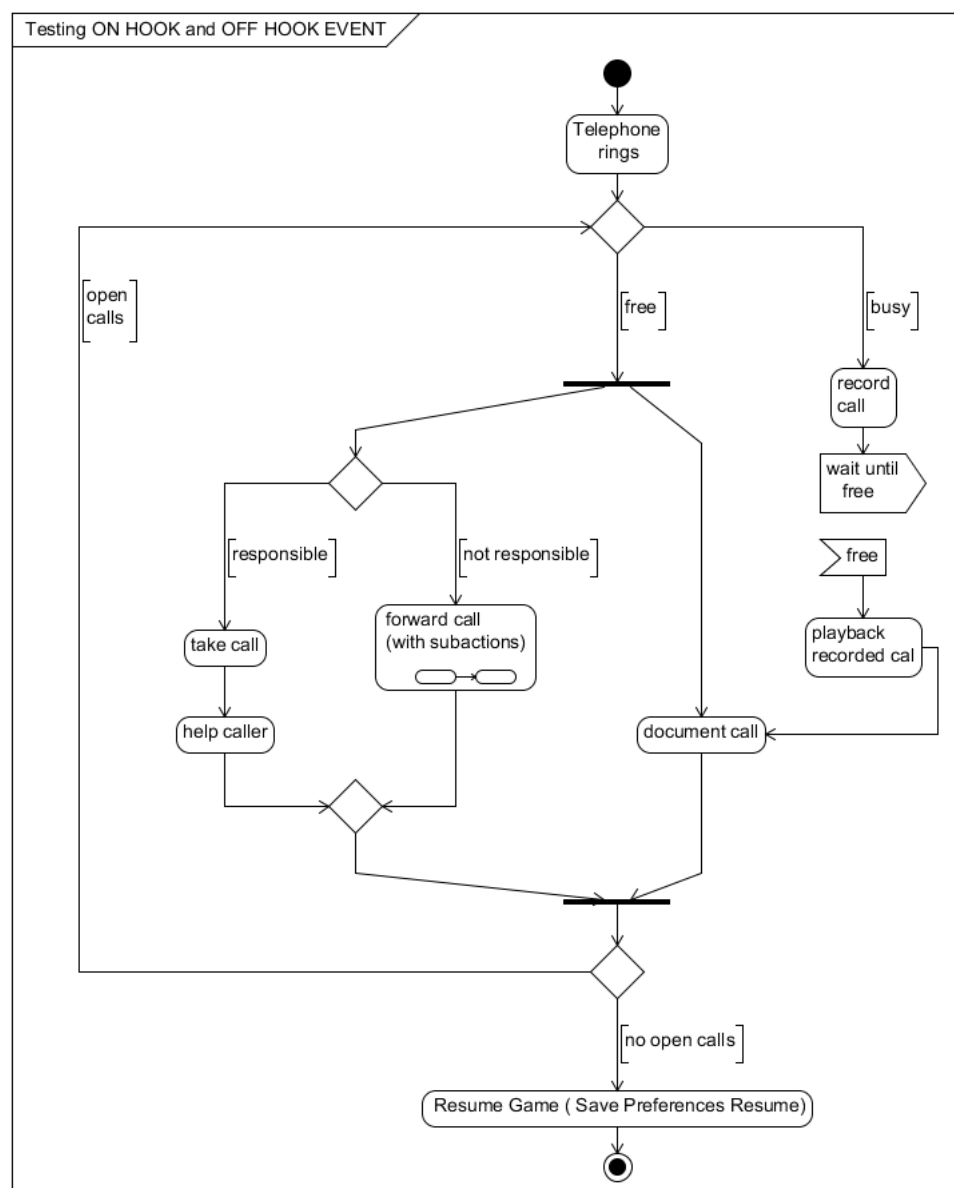 Testing ON HOOK and OFF HOOK EVENT
Telephone
rings
open
calls
free
busy
record
call
wait until
free
responsible
not responsible
free
forward call
(with subactions)
take call
playback
recorded cal
help caller
document call
no open calls
Resume Game ( Save Preferences Resume)